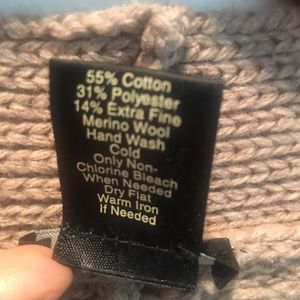 55% Cotton
31% Polyester
14% Extra Fine
Merino Wool
Hand Wash
Cold
Only Non-
Chlorine Bleach
When Needed
Dry Flat
Warm Iron
If Needed